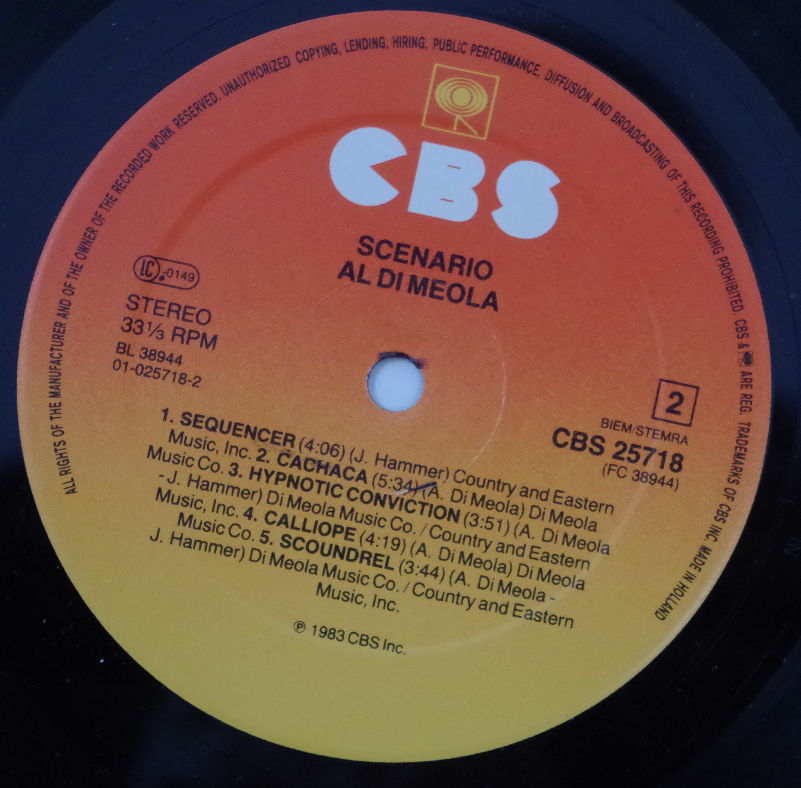 ALL RIGHTS OF THE MANUFACTURER AND OF THE OWNER OF THE RECORDED WORK RESERVED. UNAUTHORIZED COPYING, LENDING, HIRING, PUBLIC PERFORMANCE, DIFFUSION AND BROADCASTING OF THIS RECORDING PROHIBITED. CBS & ARE REG. TRADEMARKS OF CBS INC. MADE IN HOLLAND
CBS
SCENARIO
AL DI MEOLA
LC -0149
STEREO
33⅓ RPM
BL 38944
01-025718-2
2
BIEM/STEMRA
CBS 25718
(FC 38944)
1. SEQUENCER (4:06) (J. Hammer) Country and Eastern
Music, Inc. 2. CACHACA (5:34) (A. Di Meola) Di Meola
Music Co. 3. HYPNOTIC CONVICTION (3:51) (A. Di Meola
- J. Hammer) Di Meola Music Co. / Country and Eastern
Music, Inc. 4. CALLIOPE (4:19) (A. Di Meola) Di Meola
Music Co. 5. SCOUNDREL (3:44) (A. Di Meola -
J. Hammer) Di Meola Music Co. / Country and Eastern
Music, Inc.
℗ 1983 CBS Inc.